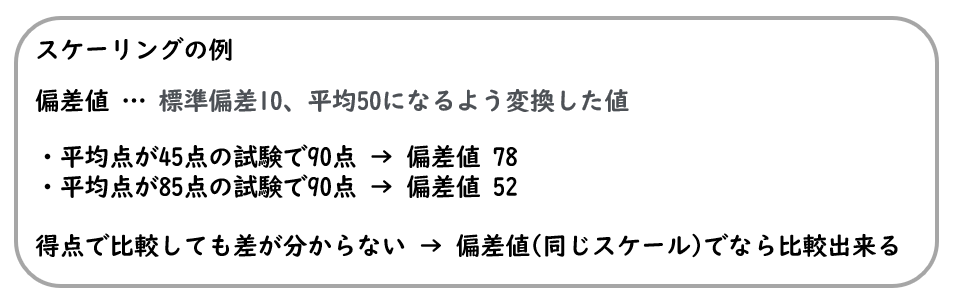 スケーリングの例
偏差値 … 標準偏差10、平均50になるよう変換した値
・平均点が45点の試験で90点 → 偏差値 78
・平均点が85点の試験で90点 → 偏差値 52
得点で比較しても差が分からない → 偏差値(同じスケール)でなら比較出来る